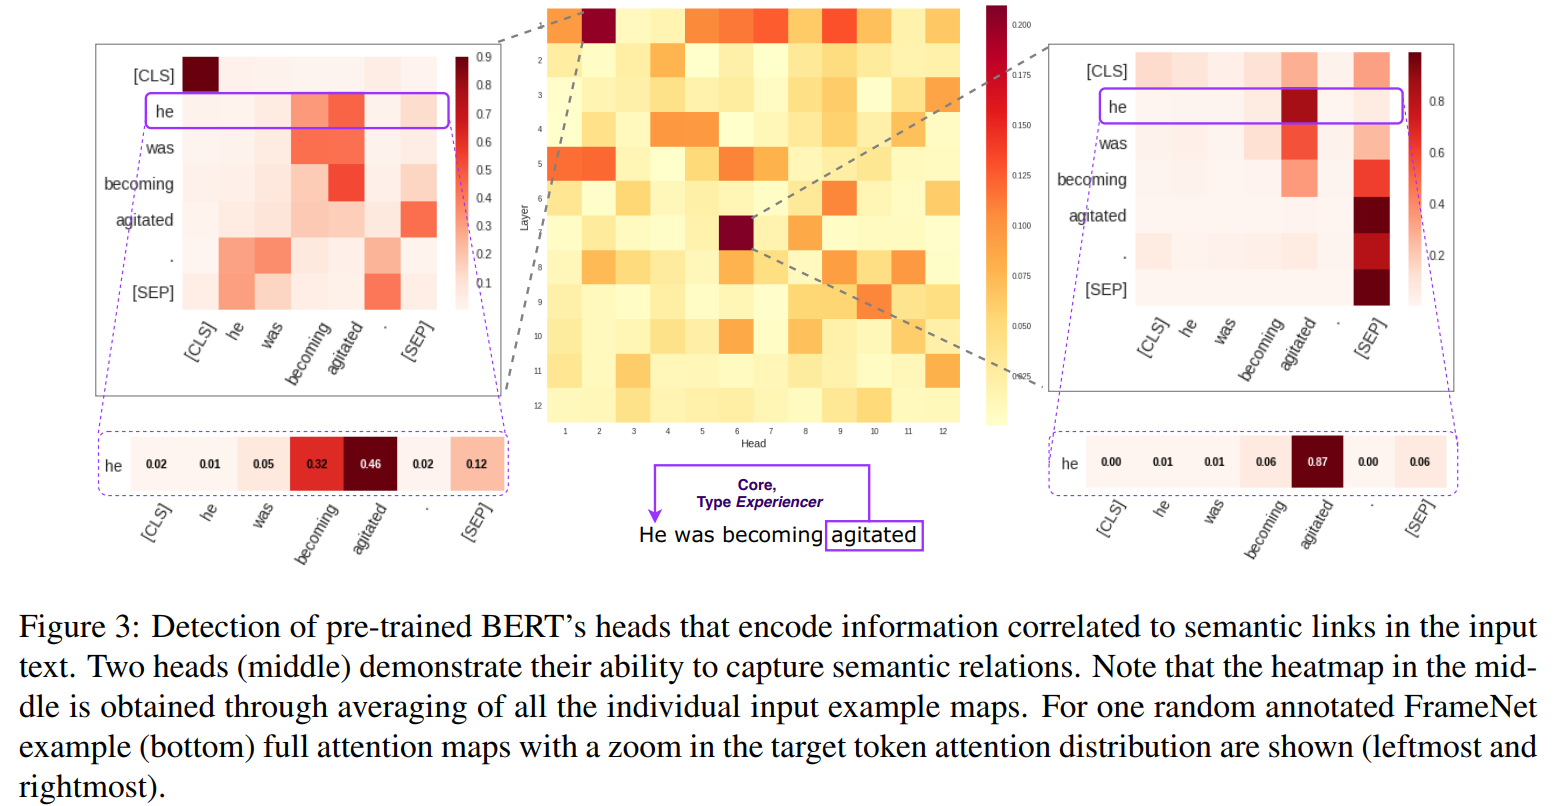 [CLS]
he
was
becoming
agitated
.
[SEP]
[CLS] he was becoming agitated . [SEP]
0.9
0.8
0.7
0.6
0.5
0.4
0.3
0.2
0.1
he 0.02 0.01 0.05 0.32 0.46 0.02 0.12
[CLS] he was becoming agitated . [SEP]
Layer
1
2
3
4
5
6
8
9
10
11
12
1 2 3 4 5 6 7 8 9 10 11 12
Head
0.200
0.175
0.150
0.125
0.100
0.075
0.050
0.025
Core,
Type Experiencer
He was becoming agitated
[CLS]
he
was
becoming
agitated
.
[SEP]
[CLS] he was becoming agitated . [SEP]
0.8
0.6
0.4
0.2
he 0.00 0.01 0.01 0.06 0.87 0.00 0.06
[CLS] he was becoming agitated . [SEP]
Figure 3: Detection of pre-trained BERT's heads that encode information correlated to semantic links in the input
text. Two heads (middle) demonstrate their ability to capture semantic relations. Note that the heatmap in the mid-
dle is obtained through averaging of all the individual input example maps. For one random annotated FrameNet
example (bottom) full attention maps with a zoom in the target token attention distribution are shown (leftmost and
rightmost).